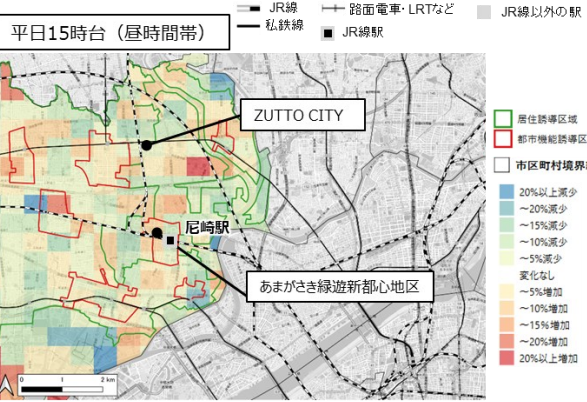 JR線
路面電車・LRTなど
JR線以外の駅
私鉄線
JR線駅
平日15時台（昼時間帯）
ZUTTO CITY
尼崎駅
あまがさき緑遊新都心地区
居住誘導区域
都市機能誘導区
市区町村境界
20%以上減少
～20%減少
～15%減少
～10%減少
～5%減少
変化なし
～5%増加
～10%増加
～15%増加
～20%増加
20%以上増加
0 1 2 km